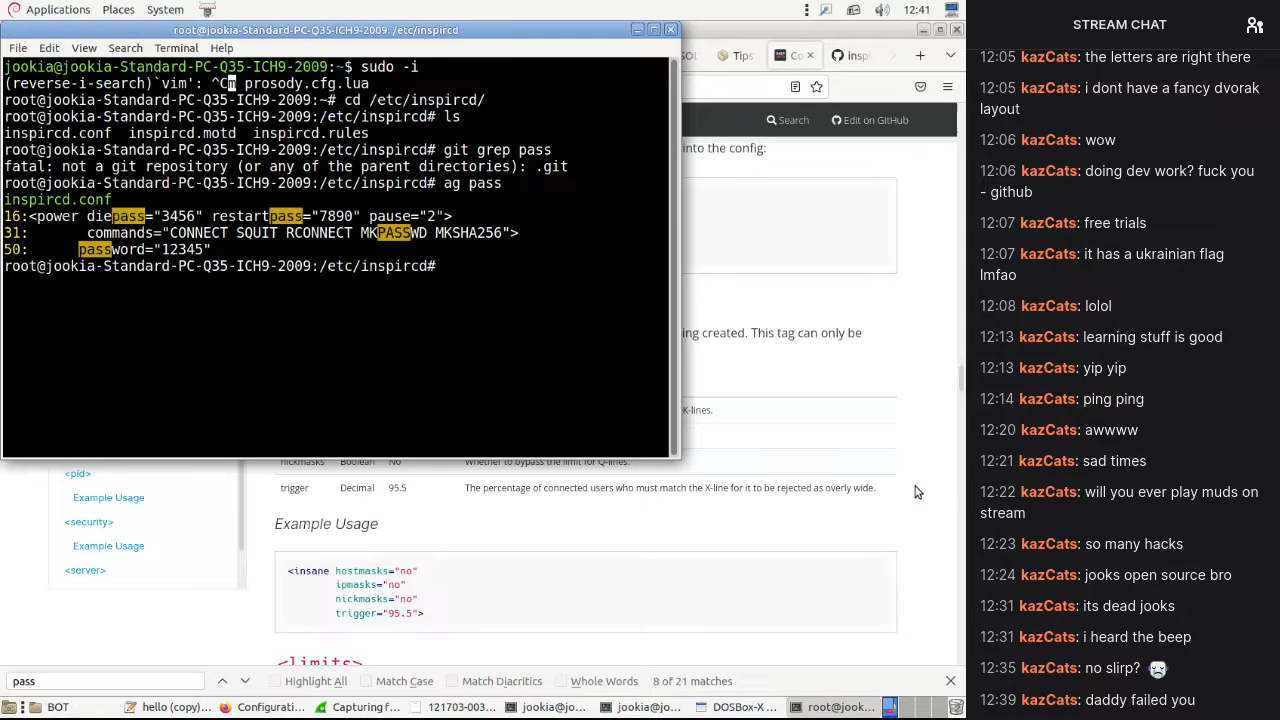 Applications Places System
12:41
root@jookia-Standard-PC-Q35-ICH9-2009: /etc/inspircd
File Edit View Search Terminal Help
jookia@jookia-Standard-PC-Q35-ICH9-2009:~$ sudo -i
(reverse-i-search)`vim': ^Cm prosody.cfg.lua
root@jookia-Standard-PC-Q35-ICH9-2009:~# cd /etc/inspircd/
root@jookia-Standard-PC-Q35-ICH9-2009:/etc/inspircd# ls
inspircd.conf inspircd.motd inspircd.rules
root@jookia-Standard-PC-Q35-ICH9-2009:/etc/inspircd# git grep pass
fatal: not a git repository (or any of the parent directories): .git
root@jookia-Standard-PC-Q35-ICH9-2009:/etc/inspircd# ag pass
inspircd.conf
16:<power diepass="3456" restartpass="7890" pause="2">
31: commands="CONNECT SQUIT RCONNECT MKPASSWD MKSHA256">
50: password="12345"
root@jookia-Standard-PC-Q35-ICH9-2009:/etc/inspircd#
Tips
Co
insp
Search
Edit on GitHub
into the config:
ing created. This tag can only be
K-lines.
nickmasks Boolean No Whether to bypass the limit for Q-lines.
trigger Decimal 95.5 The percentage of connected users who must match the X-line for it to be rejected as overly wide.
<pid>
Example Usage
<security>
Example Usage
<server>
Example Usage
<insane hostmasks="no"
ipmasks="no"
nickmasks="no"
trigger="95.5">
<limits>
pass
Highlight All Match Case Match Diacritics Whole Words 8 of 21 matches
BOT
hello (copy)...
Configurati...
Capturing f...
121703-003...
jookia@jo...
jookia@jo...
DOSBox-X ...
root@jook...
STREAM CHAT
12:05 kazCats: the letters are right there
12:05 kazCats: i dont have a fancy dvorak
layout
12:06 kazCats: wow
12:06 kazCats: doing dev work? fuck you
- github
12:07 kazCats: free trials
12:07 kazCats: it has a ukrainian flag
lmfao
12:08 kazCats: lolol
12:13 kazCats: learning stuff is good
12:13 kazCats: yip yip
12:14 kazCats: ping ping
12:20 kazCats: awwww
12:21 kazCats: sad times
12:22 kazCats: will you ever play muds on
stream
12:23 kazCats: so many hacks
12:24 kazCats: jooks open source bro
12:31 kazCats: its dead jooks
12:31 kazCats: i heard the beep
12:35 kazCats: no slirp?
12:39 kazCats: daddy failed you